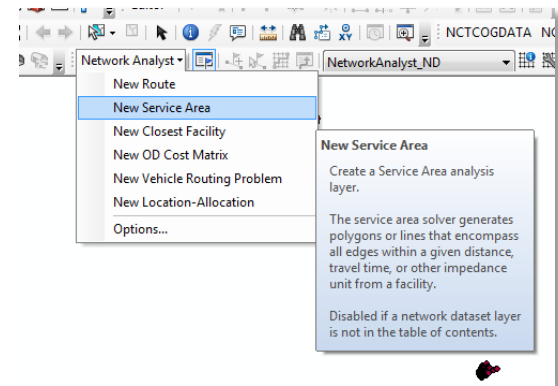 NCTCOGDATA
Network Analyst
NetworkAnalyst_ND
New Route
New Service Area
New Closest Facility
New OD Cost Matrix
New Vehicle Routing Problem
New Location-Allocation
Options...
New Service Area
Create a Service Area analysis
layer.
The service area solver generates
polygons or lines that encompass
all edges within a given distance,
travel time, or other impedance
unit from a facility.
Disabled if a network dataset layer
is not in the table of contents.